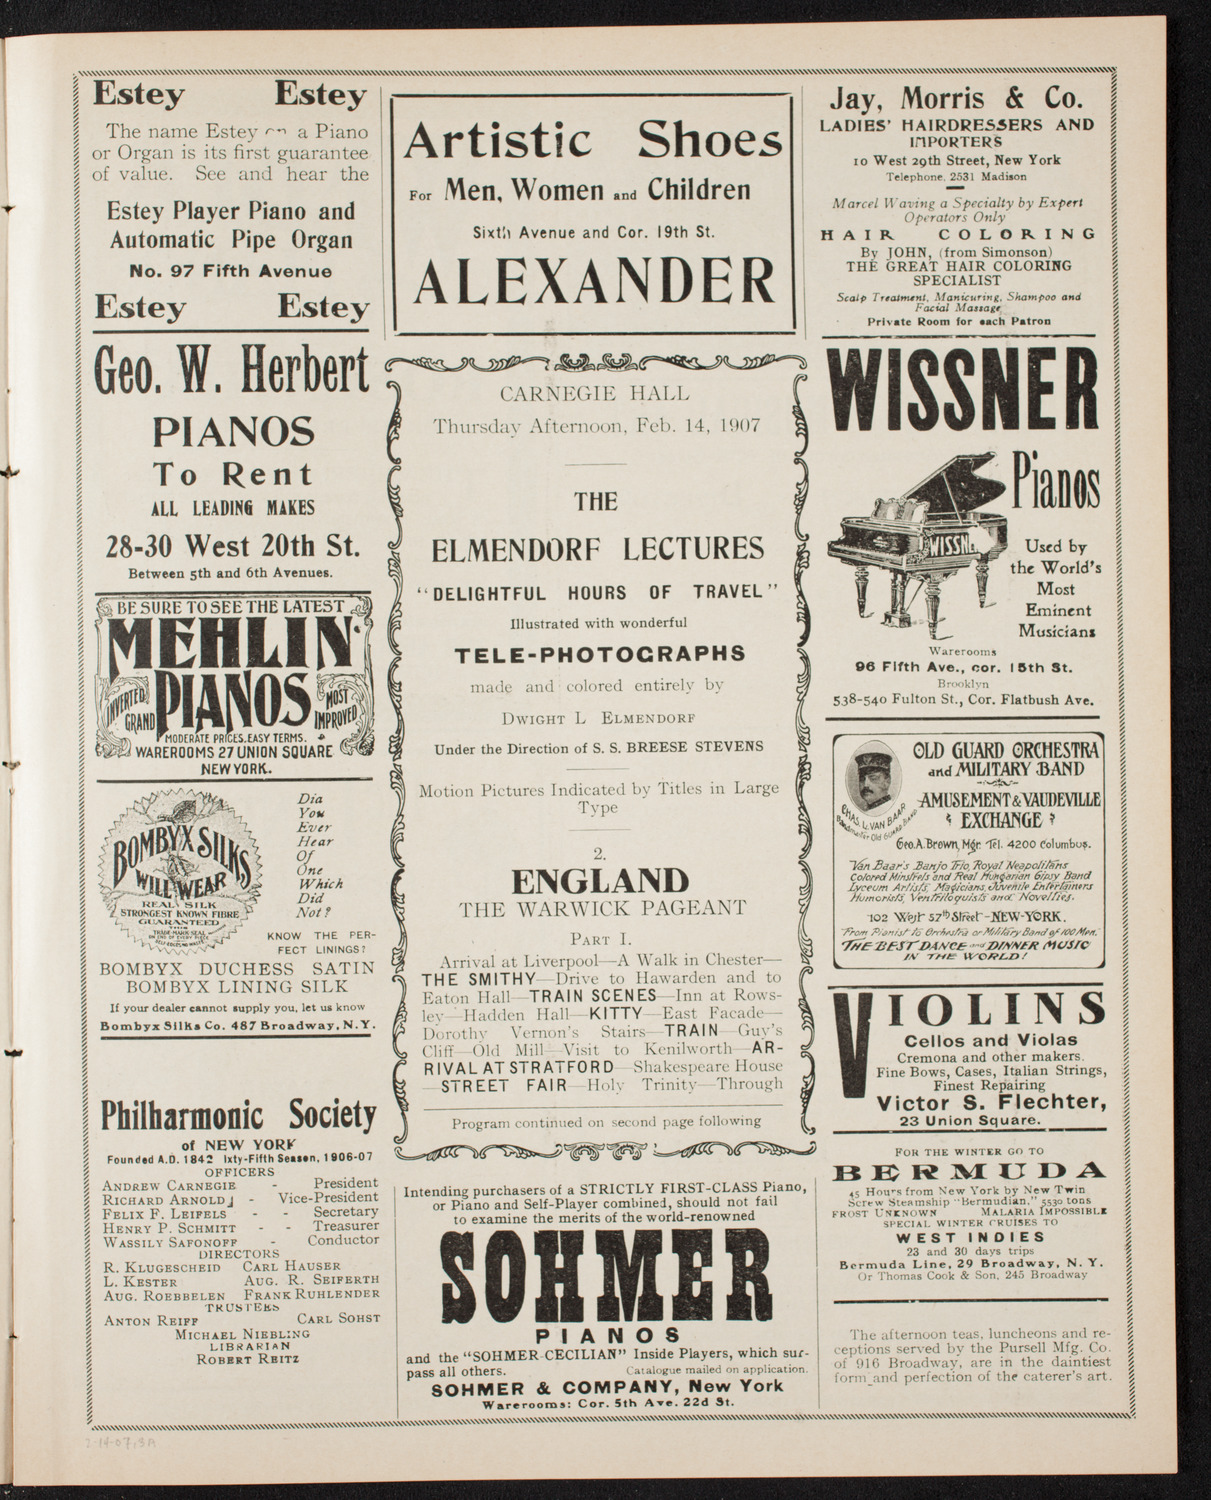 Estey Estey
The name Estey on a Piano
or Organ is its first guarantee
of value. See and hear the
Estey Player Piano and
Automatic Pipe Organ
No. 97 Fifth Avenue
Estey Estey
Geo. W. Herbert
PIANOS
To Rent
ALL LEADING MAKES
28-30 West 20th St.
Between 5th and 6th Avenues.
BE SURE TO SEE THE LATEST
MEHLIN
PIANOS
INVERTED GRAND
MOST IMPROVED
MODERATE PRICES. EASY TERMS.
WAREROOMS 27 UNION SQUARE
NEW YORK.
BOMBYX SILKS
WILL WEAR
REAL SILK
STRONGEST KNOWN FIBRE
GUARANTEED
Dia
You
Ever
Hear
Of
One
Which
Did
Not?
KNOW THE PER-
FECT LININGS?
BOMBYX DUCHESS SATIN
BOMBYX LINING SILK
If your dealer cannot supply you, let us know
Bombyx Silks Co. 487 Broadway, N.Y.
Philharmonic Society
of NEW YORK
Founded A.D. 1842 ixty-Fifth Season, 1906-07
OFFICERS
ANDREW CARNEGIE - President
RICHARD ARNOLD - Vice-President
FELIX F. LEIFELS - - Secretary
HENRY P. SCHMITT - - Treasurer
WASSILY SAFONOFF - Conductor
DIRECTORS
R. KLUGESCHEID CARL HAUSER
L. KESTER AUG. R. SEIFERTH
AUG. ROEBBELEN FRANK RUHLENDER
TRUSTEES
ANTON REIFF CARL SOHST
MICHAEL NIEBLING
LIBRARIAN
ROBERT REITZ
Artistic Shoes
For Men, Women and Children
Sixth Avenue and Cor. 19th St.
ALEXANDER
CARNEGIE HALL
Thursday Afternoon, Feb. 14, 1907
THE
ELMENDORF LECTURES
"DELIGHTFUL HOURS OF TRAVEL"
Illustrated with wonderful
TELE-PHOTOGRAPHS
made and colored entirely by
DWIGHT L ELMENDORF
Under the Direction of S. S. BREESE STEVENS
Motion Pictures Indicated by Titles in Large
Type
2.
ENGLAND
THE WARWICK PAGEANT
PART I.
Arrival at Liverpool—A Walk in Chester—
THE SMITHY—Drive to Hawarden and to
Eaton Hall—TRAIN SCENES—Inn at Rows-
ley—Hadden Hall—KITTY—East Facade—
Dorothy Vernon's Stairs—TRAIN—Guy's
Cliff—Old Mill—Visit to Kenilworth—AR-
RIVAL AT STRATFORD—Shakespeare House
—STREET FAIR—Holy Trinity—Through
Program continued on second page following
Intending purchasers of a STRICTLY FIRST-CLASS Piano,
or Piano and Self-Player combined, should not fail
to examine the merits of the world-renowned
SOHMER
PIANOS
and the "SOHMER-CECILIAN" Inside Players, which sur-
pass all others. Catalogue mailed on application.
SOHMER & COMPANY, New York
Warerooms: Cor. 5th Ave. 22d St.
Jay, Morris & Co.
LADIES' HAIRDRESSERS AND
IMPORTERS
10 West 29th Street, New York
Telephone, 2531 Madison
Marcel Waving a Specialty by Expert
Operators Only
HAIR COLORING
By JOHN, (from Simonson)
THE GREAT HAIR COLORING
SPECIALIST
Scalp Treatment, Manicuring, Shampoo and
Facial Massage
Private Room for each Patron
WISSNER
Pianos
WISSNER
Used by
the World's
Most
Eminent
Musicians
Warerooms
96 Fifth Ave., cor. 15th St.
Brooklyn
538-540 Fulton St., Cor. Flatbush Ave.
OLD GUARD ORCHESTRA
and MILITARY BAND
AMUSEMENT & VAUDEVILLE
EXCHANGE
CHAS. L. VAN BAAR
Bandmaster Old Guard Band
Geo. A. Brown, Mgr. Tel. 4200 Columbus.
Van Baar's Banjo Trio, Royal Neapolitans
Colored Minstrels and Real Hungarian Gipsy Band
Lyceum Artists, Magicians, Juvenile Entertainers
Humorists, Ventriloquists and Novelties.
102 West 57th Street - NEW-YORK.
"From Pianist to Orchestra or Military Band of 100 Men."
THE BEST DANCE and DINNER MUSIC
IN THE WORLD!
VIOLINS
Cellos and Violas
Cremona and other makers.
Fine Bows, Cases, Italian Strings,
Finest Repairing
Victor S. Flechter,
23 Union Square.
FOR THE WINTER GO TO
BERMUDA
45 Hours from New York by New Twin
Screw Steamship "Bermudian," 5530 tons
FROST UNKNOWN MALARIA IMPOSSIBLE
SPECIAL WINTER CRUISES TO
WEST INDIES
23 and 30 days trips
Bermuda Line, 29 Broadway, N. Y.
Or Thomas Cook & Son, 245 Broadway
The afternoon teas, luncheons and re-
ceptions served by the Pursell Mfg. Co.
of 916 Broadway, are in the daintiest
form and perfection of the caterer's art.
2-14-07,3A